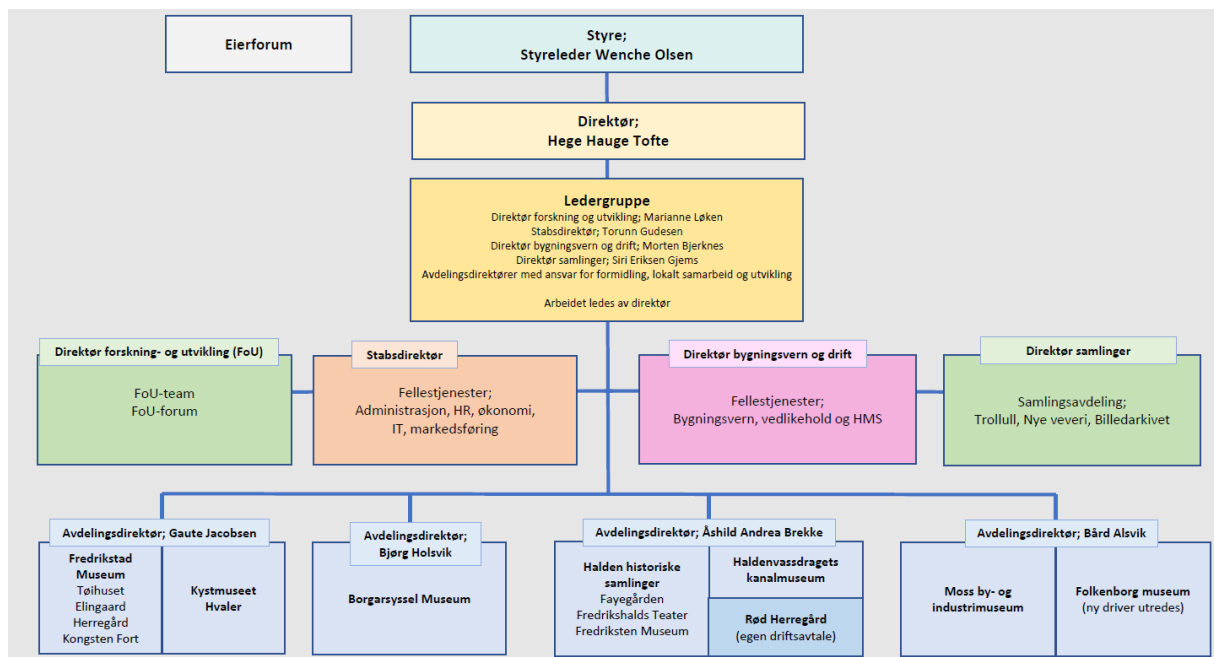 Eierforum
Styre;
Styreleder Wenche Olsen
Direktør;
Hege Hauge Tofte
Ledergruppe
Direktør forskning og utvikling; Marianne Løken
Stabsdirektør; Torunn Gudesen
Direktør bygningsvern og drift; Morten Bjerknes
Direktør samlinger; Siri Eriksen Gjems
Avdelingsdirektører med ansvar for formidling, lokalt samarbeid og utvikling
Arbeidet ledes av direktør
Direktør forskning- og utvikling (FoU)
FoU-team
FoU-forum
Stabsdirektør
Fellestjenester;
Administrasjon, HR, økonomi,
IT, markedsføring
Direktør bygningsvern og drift
Fellestjenester;
Bygningsvern, vedlikehold og HMS
Direktør samlinger
Samlingsavdeling;
Trollull, Nye veveri, Billedarkivet
Avdelingsdirektør; Gaute Jacobsen
Fredrikstad
Museum
Tøihuset
Elingaard
Herregård
Kongsten Fort
Kystmuseet
Hvaler
Avdelingsdirektør;
Bjørg Holsvik
Borgarsyssel Museum
Avdelingsdirektør; Åshild Andrea Brekke
Halden historiske
samlinger
Fayegården
Fredrikshalds Teater
Fredriksten Museum
Haldenvassdragets
kanalmuseum
Rød Herregård
(egen driftsavtale)
Avdelingsdirektør; Bård Alsvik
Moss by- og
industrimuseum
Folkenborg museum
(ny driver utredes)